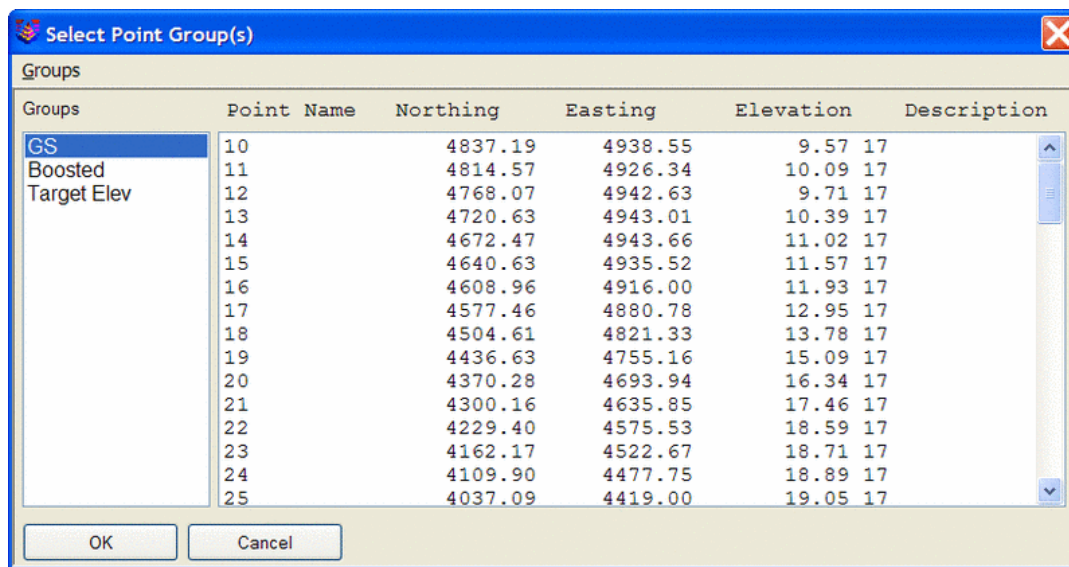 Select Point Group(s)
Groups
Groups Point Name Northing Easting Elevation Description
GS
Boosted
Target Elev
10 4837.19 4938.55 9.57 17
11 4814.57 4926.34 10.09 17
12 4768.07 4942.63 9.71 17
13 4720.63 4943.01 10.39 17
14 4672.47 4943.66 11.02 17
15 4640.63 4935.52 11.57 17
16 4608.96 4916.00 11.93 17
17 4577.46 4880.78 12.95 17
18 4504.61 4821.33 13.78 17
19 4436.63 4755.16 15.09 17
20 4370.28 4693.94 16.34 17
21 4300.16 4635.85 17.46 17
22 4229.40 4575.53 18.59 17
23 4162.17 4522.67 18.71 17
24 4109.90 4477.75 18.89 17
25 4037.09 4419.00 19.05 17
OK Cancel